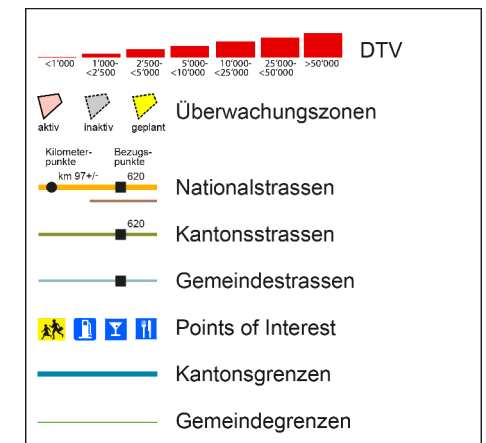 DTV
<1'000 1'000- 2'500- 5'000- 10'000- 25'000- >50'000
<2'500 <5'000 <10'000 <25'000 <50'000
Überwachungszonen
aktiv inaktiv geplant
Kilometer- Bezugs-
punkte punkte
km 97+/- 620
Nationalstrassen
620
Kantonsstrassen
Gemeindestrassen
Points of Interest
Kantonsgrenzen
Gemeindegrenzen